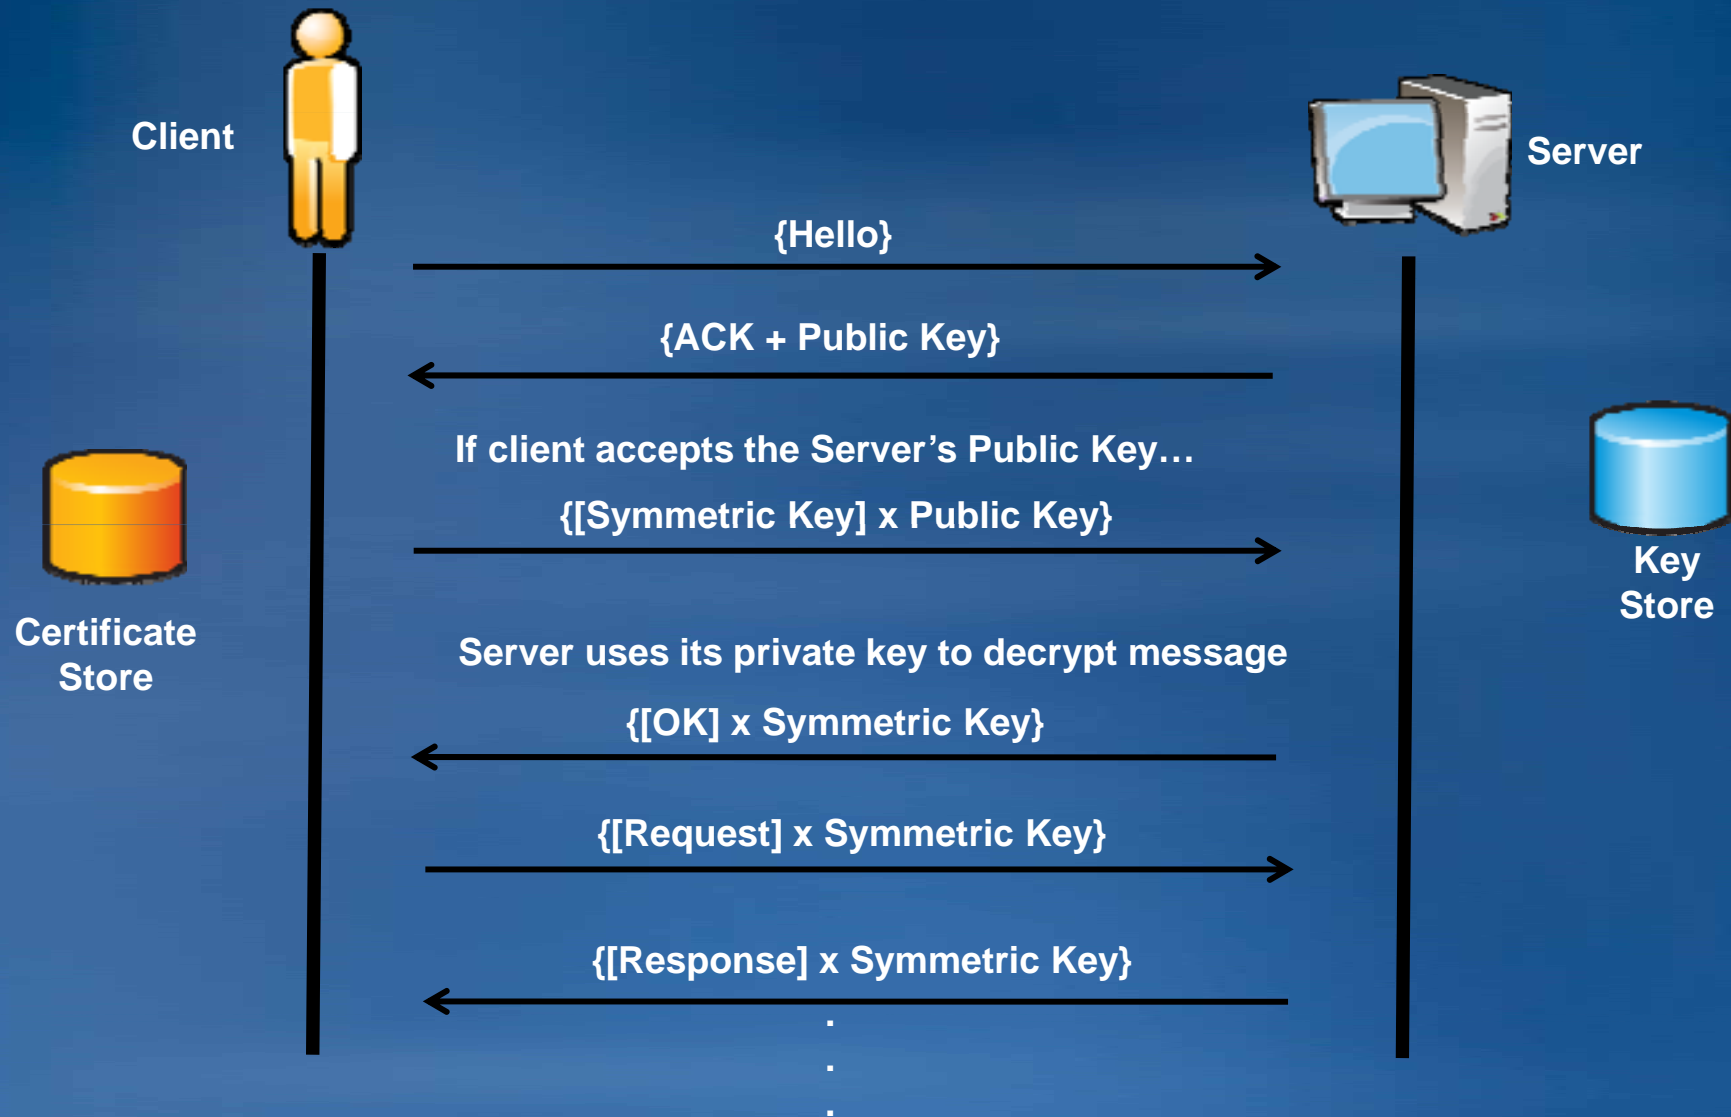 Client
Server
{Hello}
{ACK + Public Key}
If client accepts the Server’s Public Key…
{[Symmetric Key] x Public Key}
Key
Store
Certificate
Store
Server uses its private key to decrypt message
{[OK] x Symmetric Key}
{[Request] x Symmetric Key}
{[Response] x Symmetric Key}
.
.
.